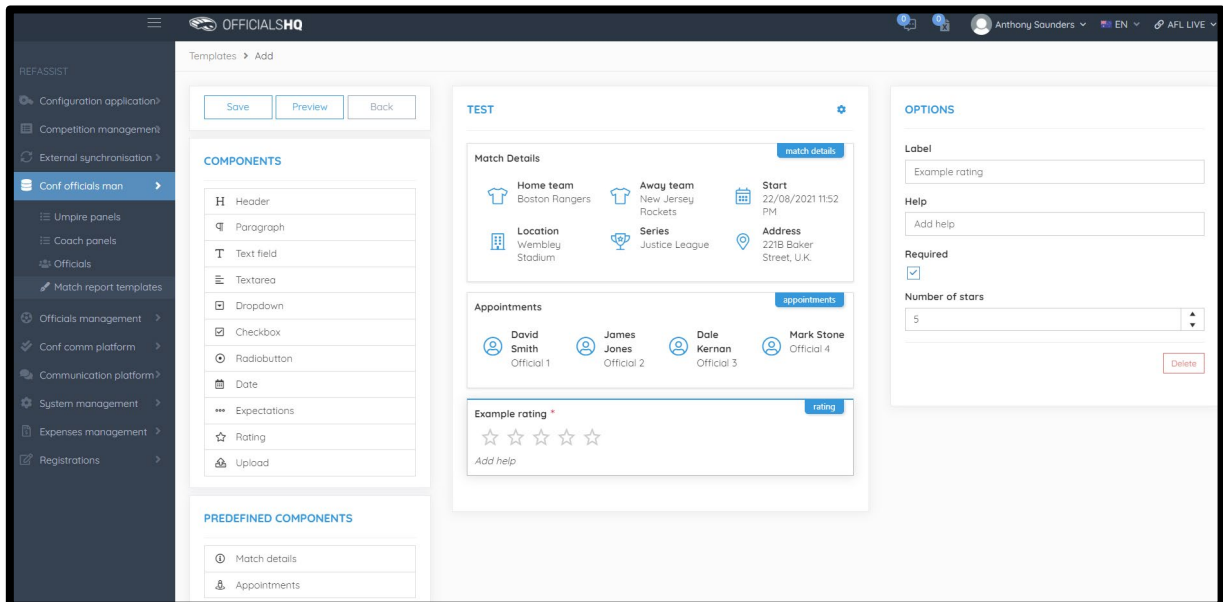 OFFICIALSHQ
0
0
Anthony Saunders
EN
AFL LIVE
Templates > Add
REFASSIST
Configuration application
Competition management
External synchronisation
Conf officials man
Umpire panels
Coach panels
Officials
Match report templates
Officials management
Conf comm platform
Communication platform
System management
Expenses management
Registrations
Save
Preview
Back
COMPONENTS
Header
Paragraph
Text field
Textarea
Dropdown
Checkbox
Radiobutton
Date
Expectations
Rating
Upload
PREDEFINED COMPONENTS
Match details
Appointments
TEST
match details
Match Details
Home team
Boston Rangers
Away team
New Jersey
Rockets
Start
22/08/2021 11:52
PM
Location
Wembley
Stadium
Series
Justice League
Address
221B Baker
Street, U.K.
appointments
Appointments
David
Smith
Official 1
James
Jones
Official 2
Dale
Kernan
Official 3
Mark Stone
Official 4
rating
Example rating *
Add help
OPTIONS
Label
Example rating
Help
Add help
Required
Number of stars
5
Delete